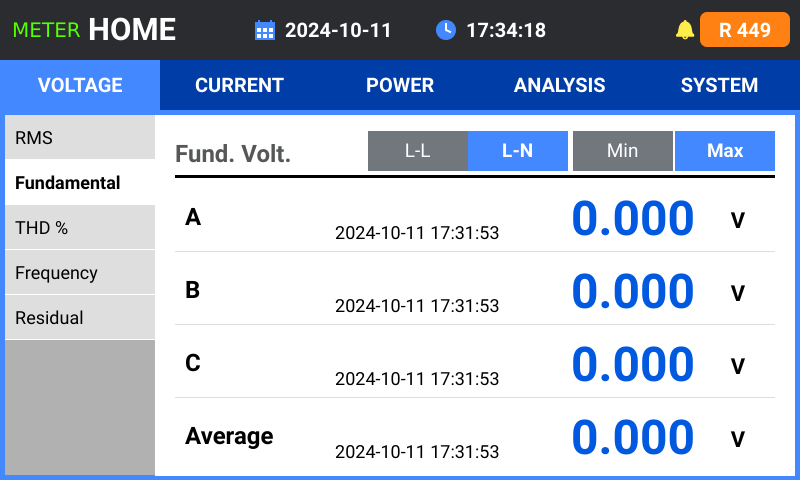 METER HOME 2024-10-11 17:34:18 R 449
VOLTAGE CURRENT POWER ANALYSIS SYSTEM
RMS
Fundamental
THD %
Frequency
Residual
Fund. Volt. L-L L-N Min Max
A 2024-10-11 17:31:53 0.000 V
B 2024-10-11 17:31:53 0.000 V
C 2024-10-11 17:31:53 0.000 V
Average 2024-10-11 17:31:53 0.000 V